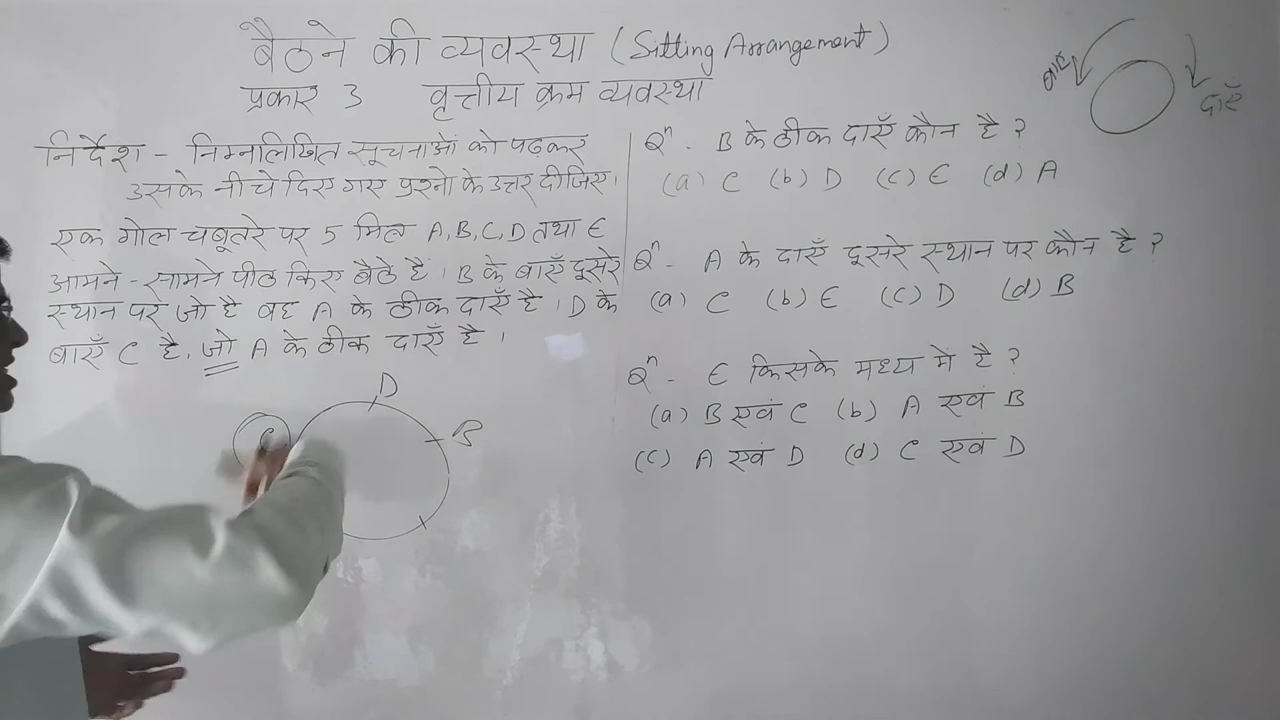 बैठने की व्यवस्था (Sitting Arrangement)
प्रकार 3 वृत्तीय क्रम व्यवस्था
निर्देश - निम्नलिखित सूचनाओं को पढ़कर
उसके नीचे दिए गए प्रश्नो के उत्तर दीजिए।
एक गोल चबूतरे पर 5 मित्र A, B, C, D तथा E
आमने - सामने पीठ किए बैठे है। B के बाएँ दूसरे
स्थान पर जो है वह A के ठीक दाएँ है। D के
बाएँ C है, जो A के ठीक दाएँ है।
D
B
C
बाएँ
दाएँ
Qn. B के ठीक दाएँ कौन है ?
(a) C (b) D (c) E (d) A
Qn - A के दाएँ दूसरे स्थान पर कौन है ?
(a) C (b) E (c) D (d) B
Qn - E किसके मध्य मे है ?
(a) B एवं C (b) A एवं B
(c) A एवं D (d) C एवं D